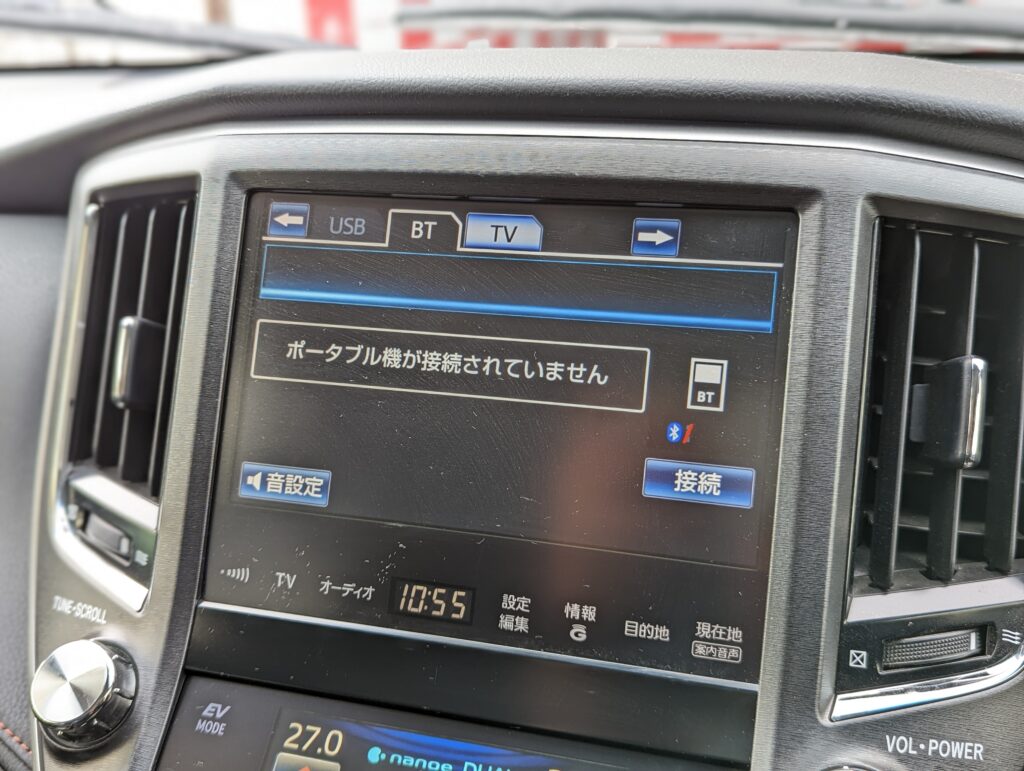 USB
BT
TV
ポータブル機が接続されていません
BT
音設定
接続
TV
オーディオ
10:55
設定
編集
情報
G
目的地
現在地
案内音声
TUNE・SCROLL
EV
MODE
27.0
nanoe
VOL・POWER